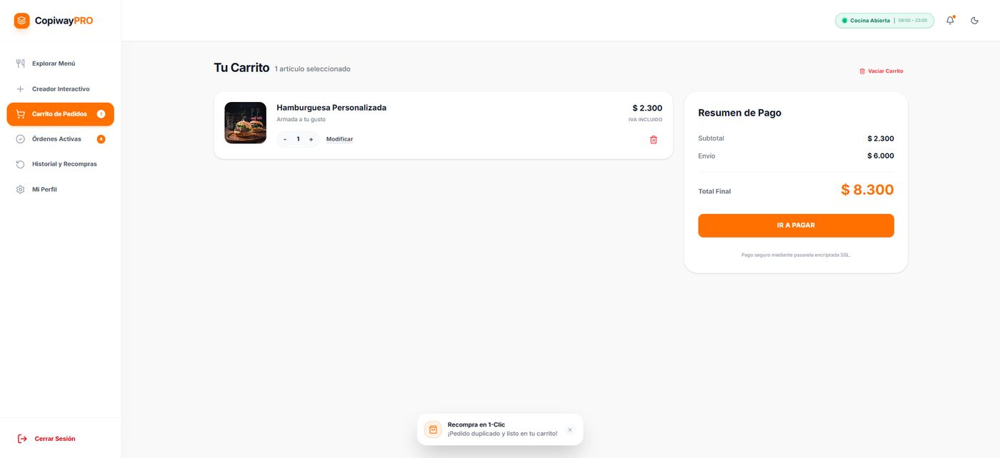 CopiwayPRO
Cocina Abierta | 08:00 - 23:00
Explorar Menú
Creador Interactivo
Carrito de Pedidos 1
Órdenes Activas 4
Historial y Recompras
Mi Perfil
Cerrar Sesión
Tu Carrito 1 artículo seleccionado
Vaciar Carrito
Hamburguesa Personalizada
$ 2.300
Armada a tu gusto
IVA INCLUIDO
- 1 + Modificar
Resumen de Pago
Subtotal $ 2.300
Envío $ 6.000
Total Final $ 8.300
IR A PAGAR
Pago seguro mediante pasarela encriptada SSL.
Recompra en 1-Clic
¡Pedido duplicado y listo en tu carrito!